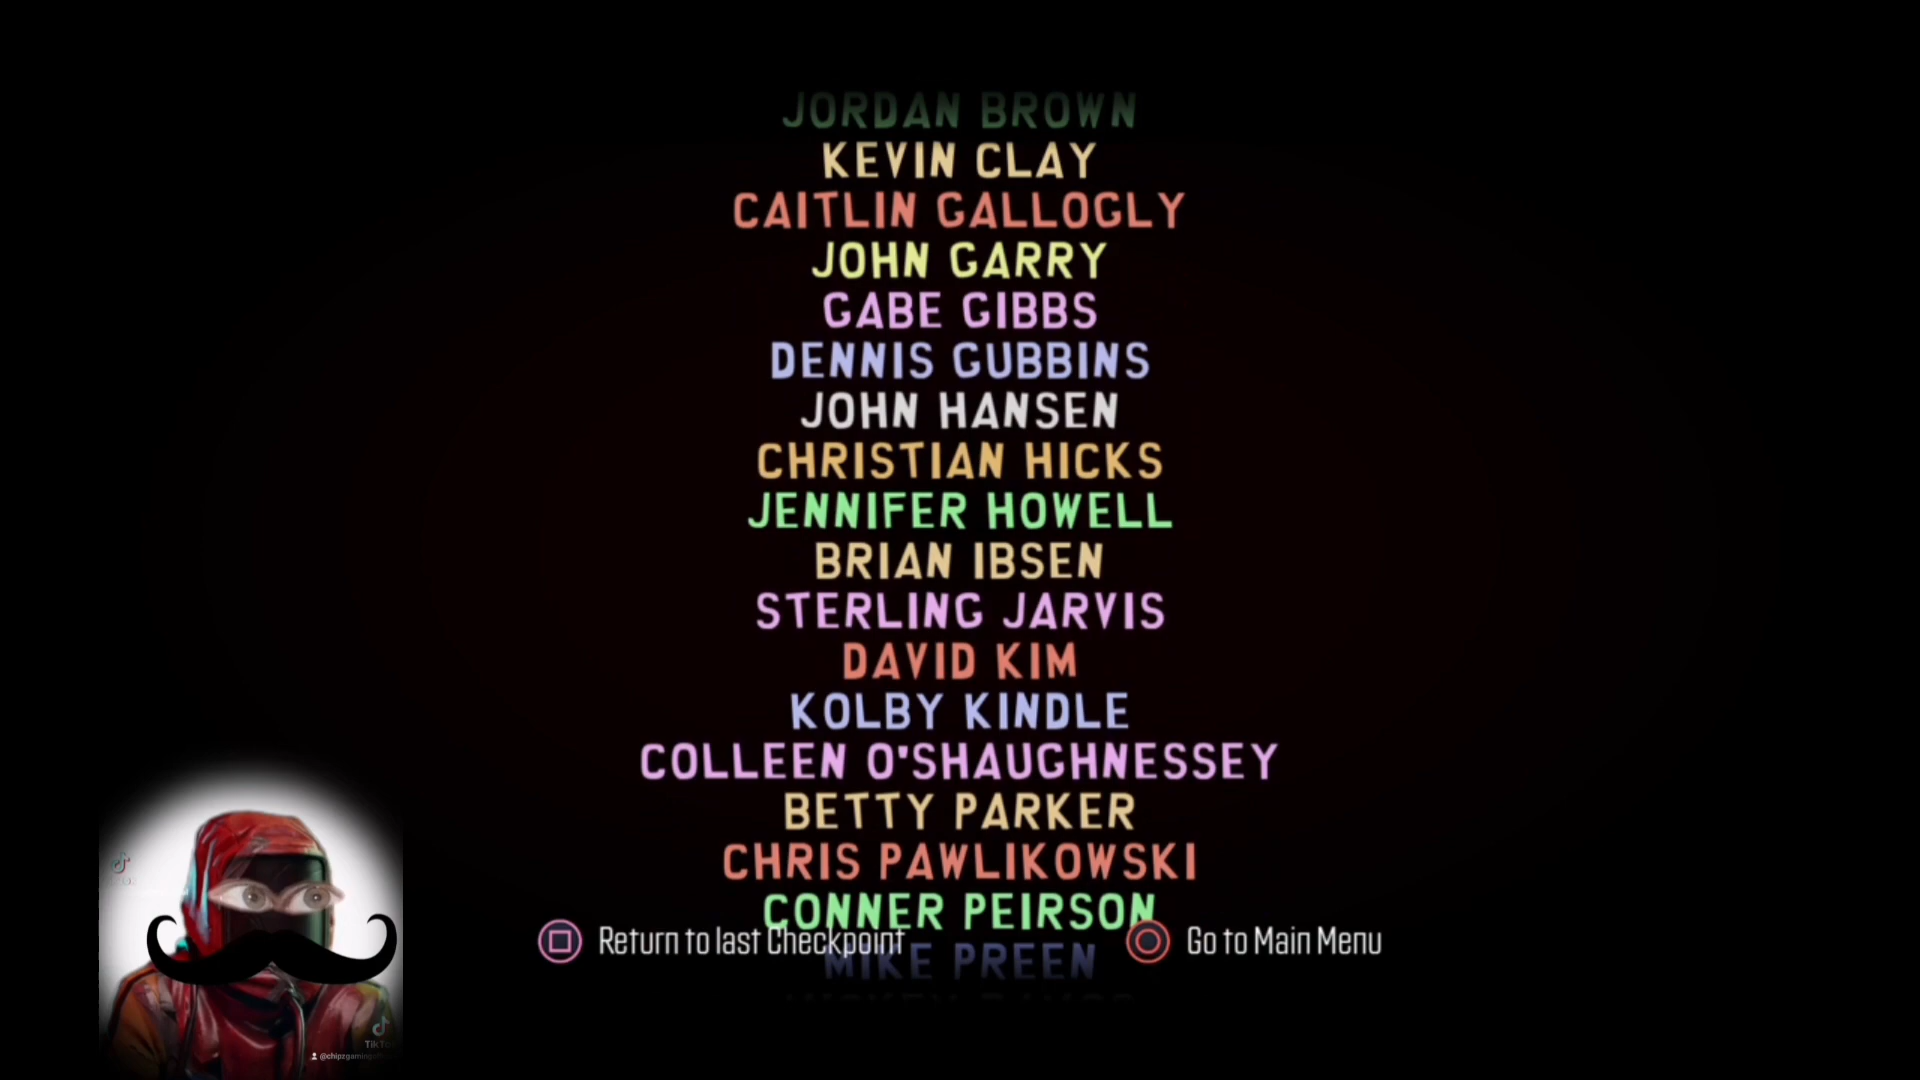 JORDAN BROWN
KEVIN CLAY
CAITLIN GALLOGLY
JOHN GARRY
GABE GIBBS
DENNIS GUBBINS
JOHN HANSEN
CHRISTIAN HICKS
JENNIFER HOWELL
BRIAN IBSEN
STERLING JARVIS
DAVID KIM
KOLBY KINDLE
COLLEEN O'SHAUGHNESSEY
BETTY PARKER
CHRIS PAWLIKOWSKI
CONNER PEIRSON
Return to last Checkpoint
Go to Main Menu
MIKE PREEN
TikTo